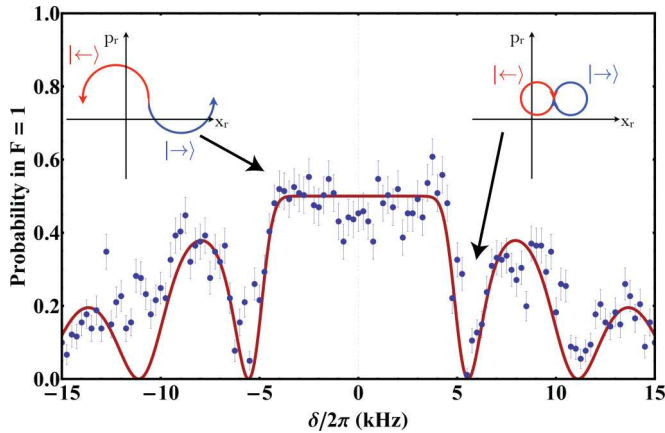 1.0
0.8
0.6
0.4
0.2
0.0
Probability in F = 1
p_r
|←⟩
x_r
|→⟩
p_r
|←⟩
|→⟩
x_r
−15 −10 −5 0 5 10 15
δ/2π (kHz)